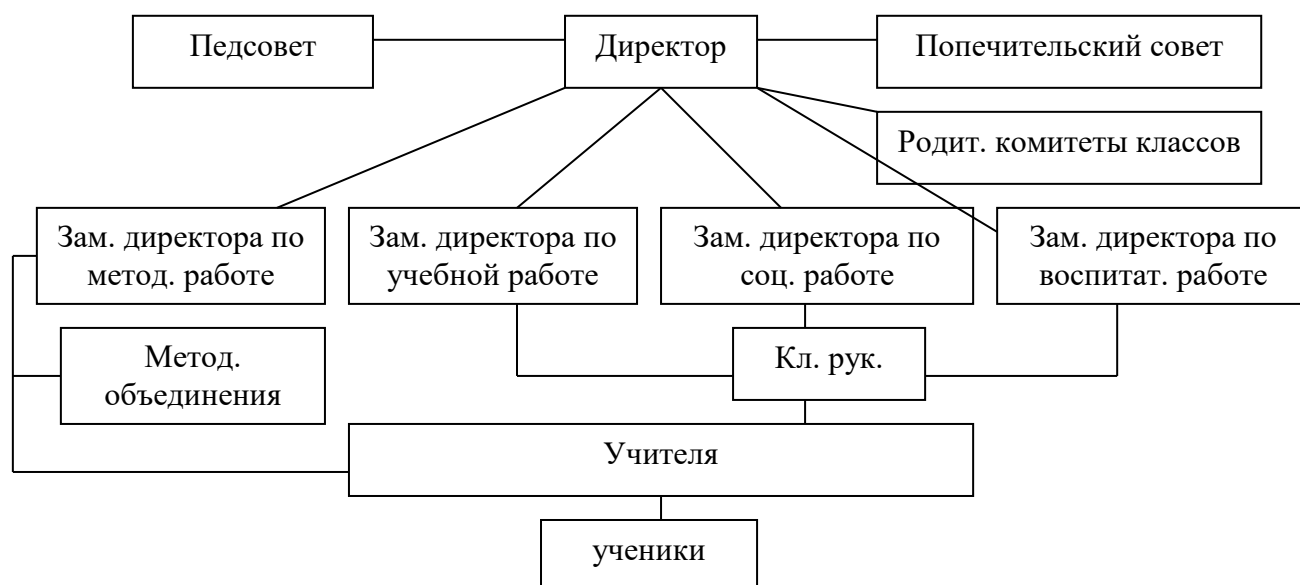 Педсовет
Директор
Попечительский совет
Родит. комитеты классов
Зам. директора по
метод. работе
Зам. директора по
учебной работе
Зам. директора по
соц. работе
Зам. директора по
воспитат. работе
Метод.
объединения
Кл. рук.
Учителя
ученики